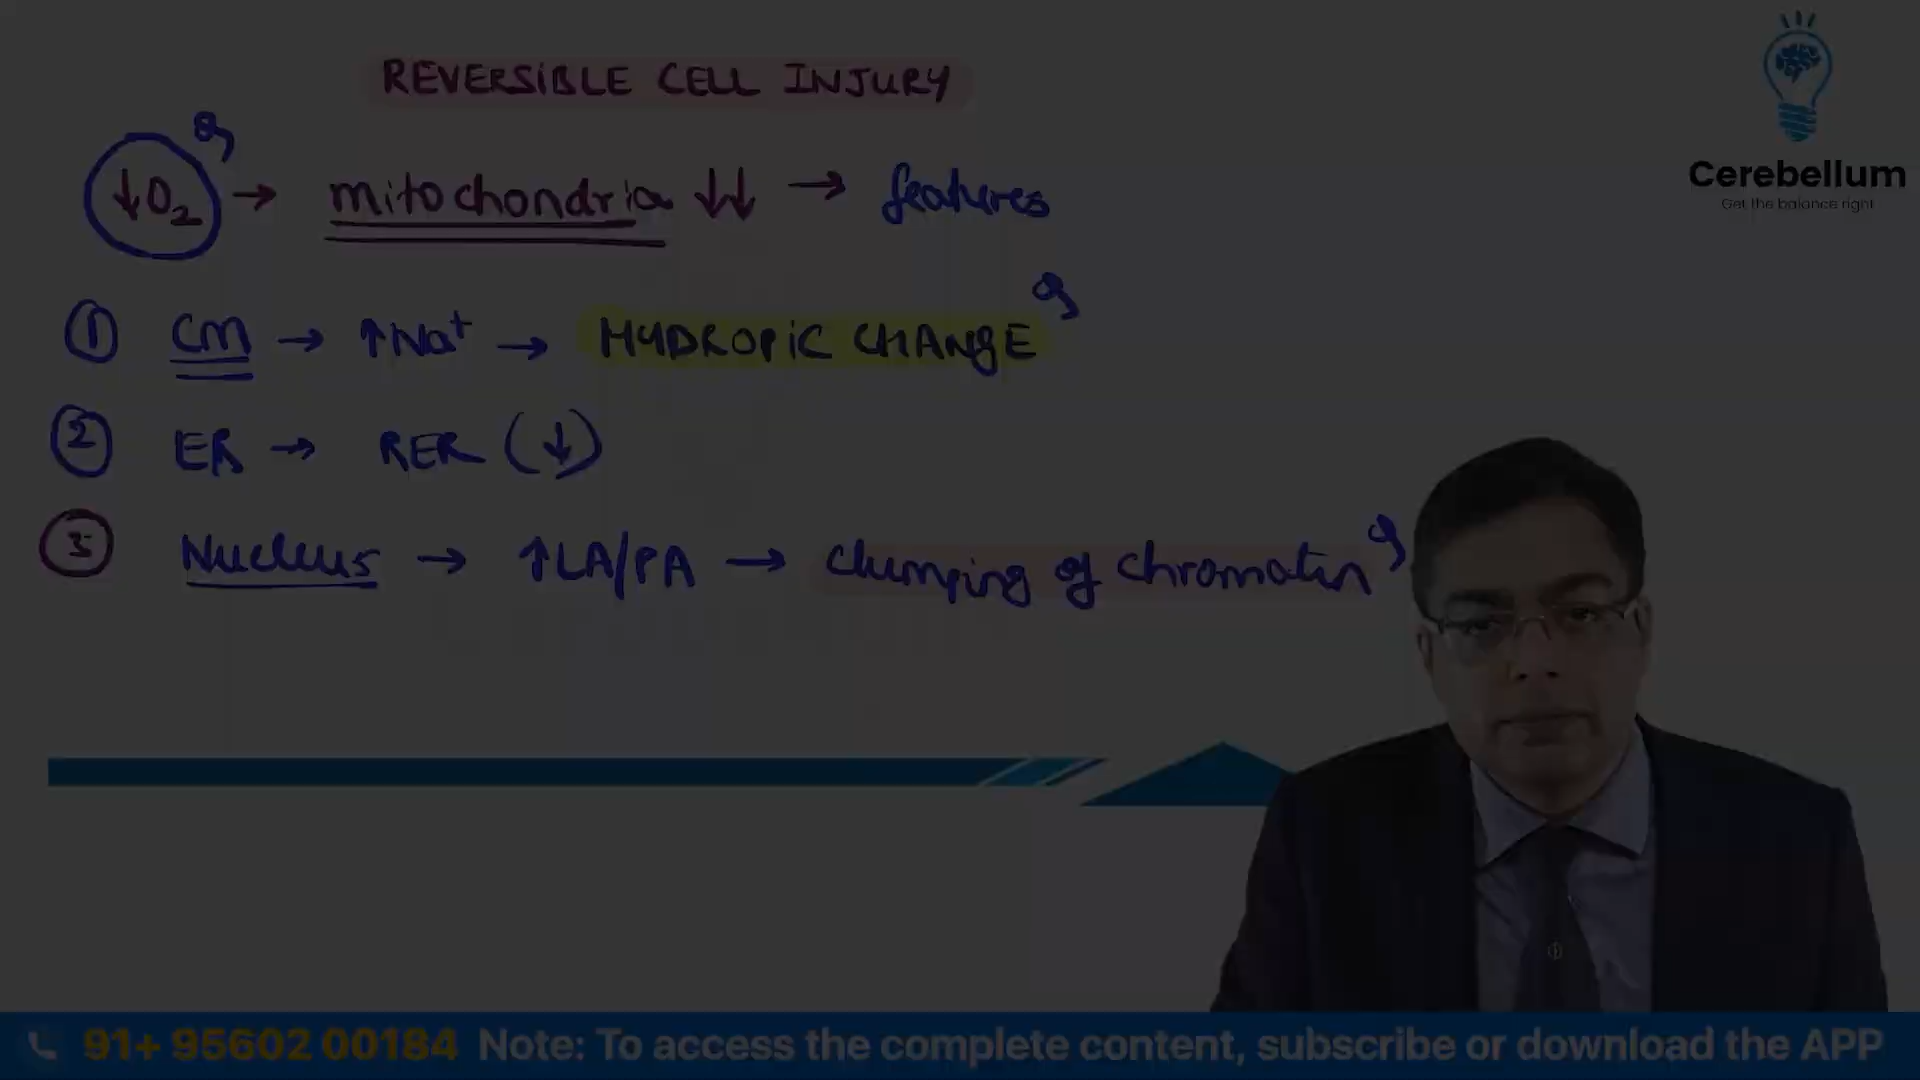 REVERSIBLE CELL INJURY
↓O₂ → mitochondria ↓↓ → features
① CM → ↑Na⁺ → HYDROPIC CHANGE
② ER → RER (↓)
③ Nucleus → ↑LA/PA → clumping of chromatin
Cerebellum
Get the balance right
91+ 95602 00184 Note: To access the complete content, subscribe or download the APP